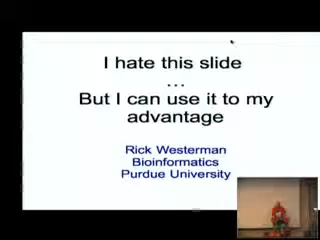 I hate this slide
...
But I can use it to my
advantage
Rick Westerman
Bioinformatics
Purdue University